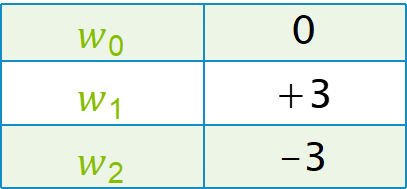 w₀ 0
w₁ +3
w₂ –3